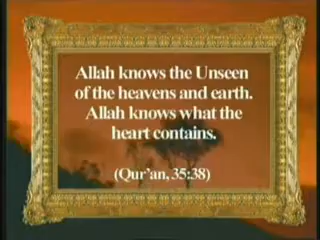 Allah knows the Unseen
of the heavens and earth.
Allah knows what the
heart contains.
(Qur'an, 35:38)